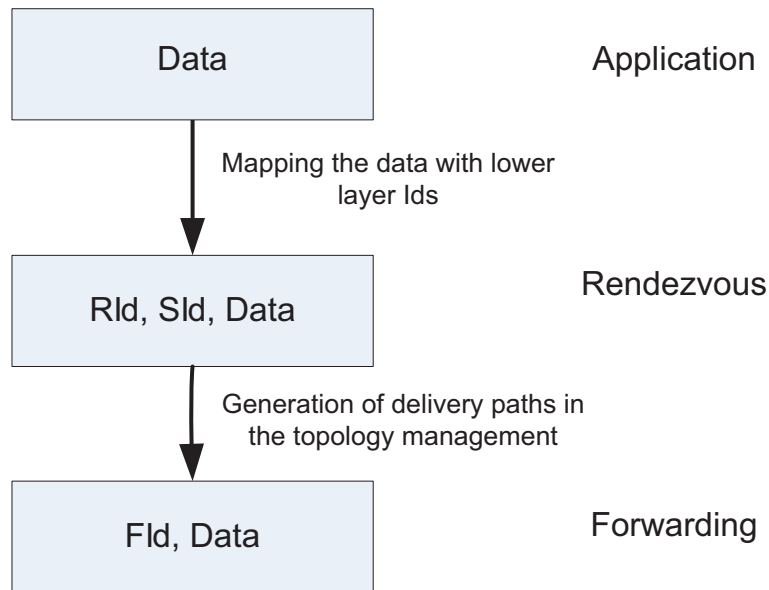 Data
Application
Mapping the data with lower
layer Ids
RId, SId, Data
Rendezvous
Generation of delivery paths in
the topology management
FId, Data
Forwarding